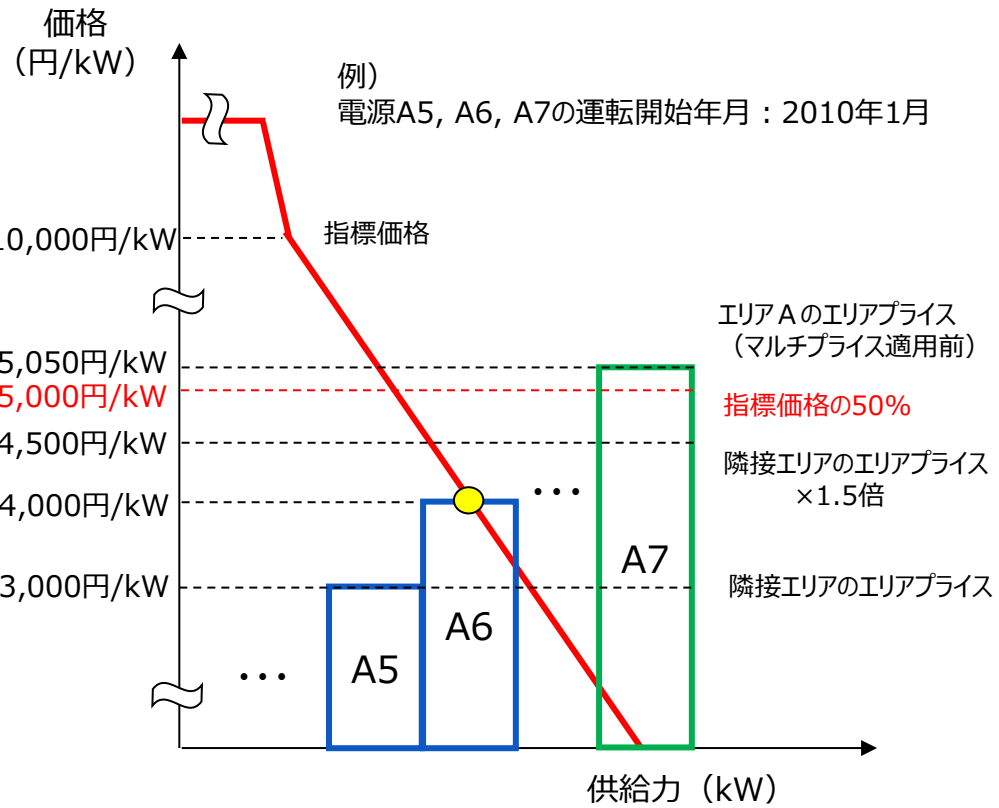 価格
（円/kW）
例）
電源A5, A6, A7の運転開始年月：2010年1月
0,000円/kW
指標価格
エリアＡのエリアプライス
（マルチプライス適用前）
5,050円/kW
5,000円/kW
指標価格の50%
4,500円/kW
隣接エリアのエリアプライス
×1.5倍
4,000円/kW
…
A7
3,000円/kW
隣接エリアのエリアプライス
A6
…
A5
供給力（kW）